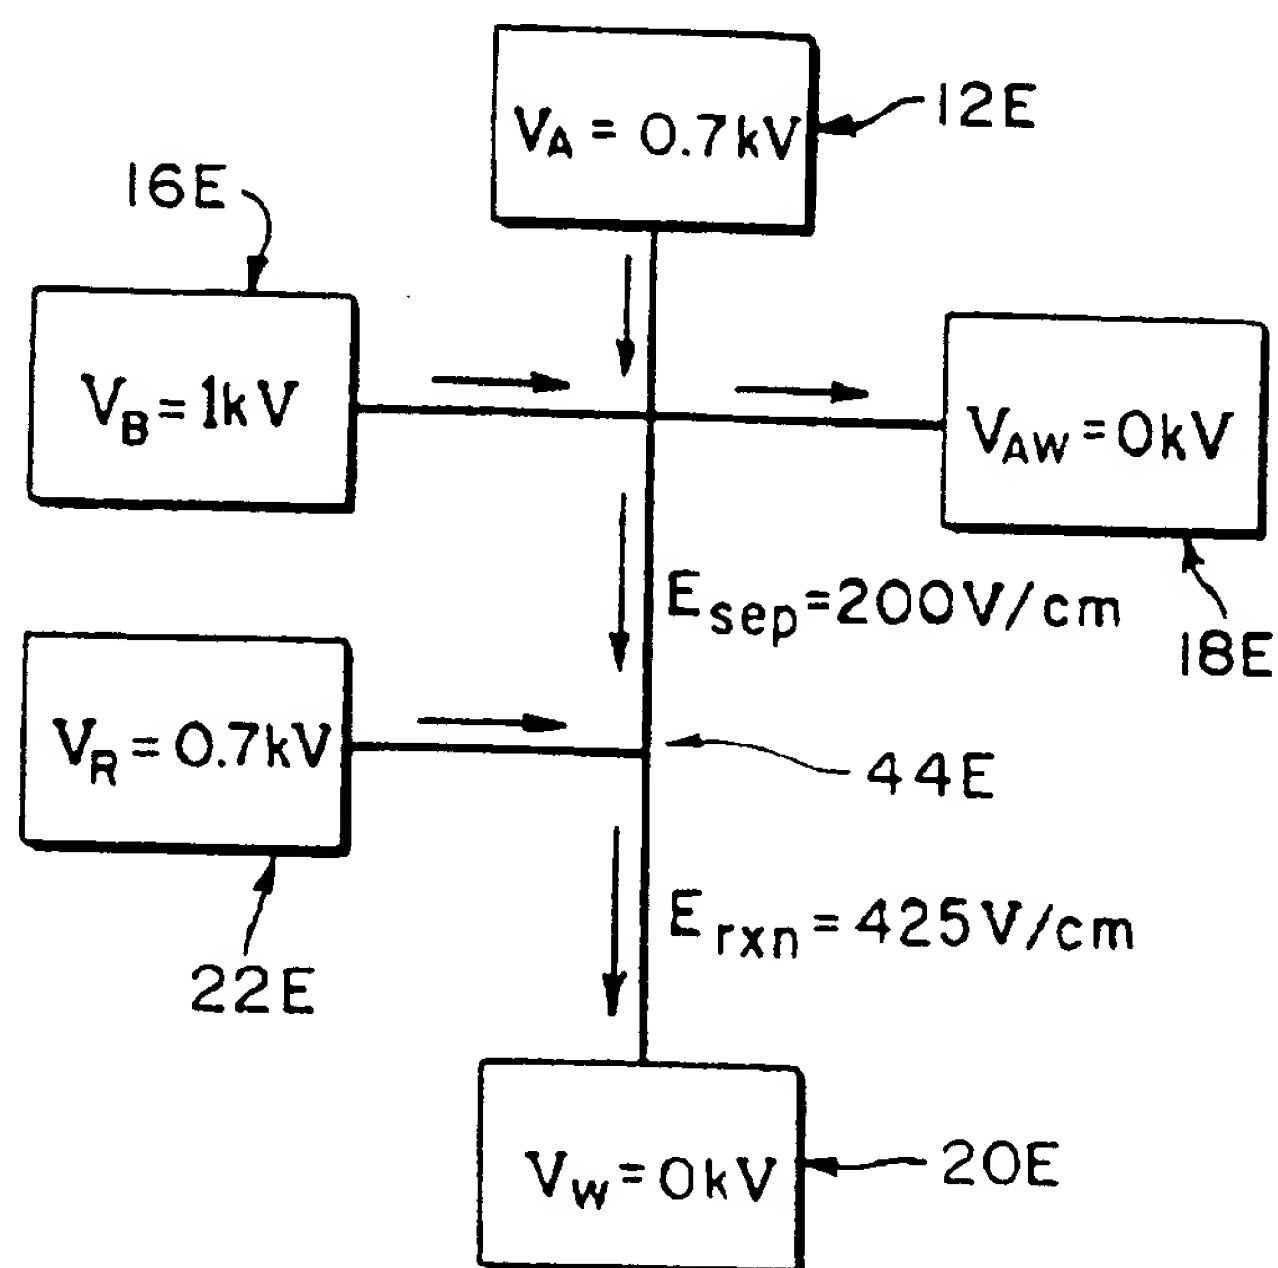 12E
V_A = 0.7kV
16E
V_B = 1kV
V_AW = 0kV
E_sep = 200V/cm
18E
V_R = 0.7kV
44E
E_rxn = 425V/cm
22E
V_W = 0kV
20E